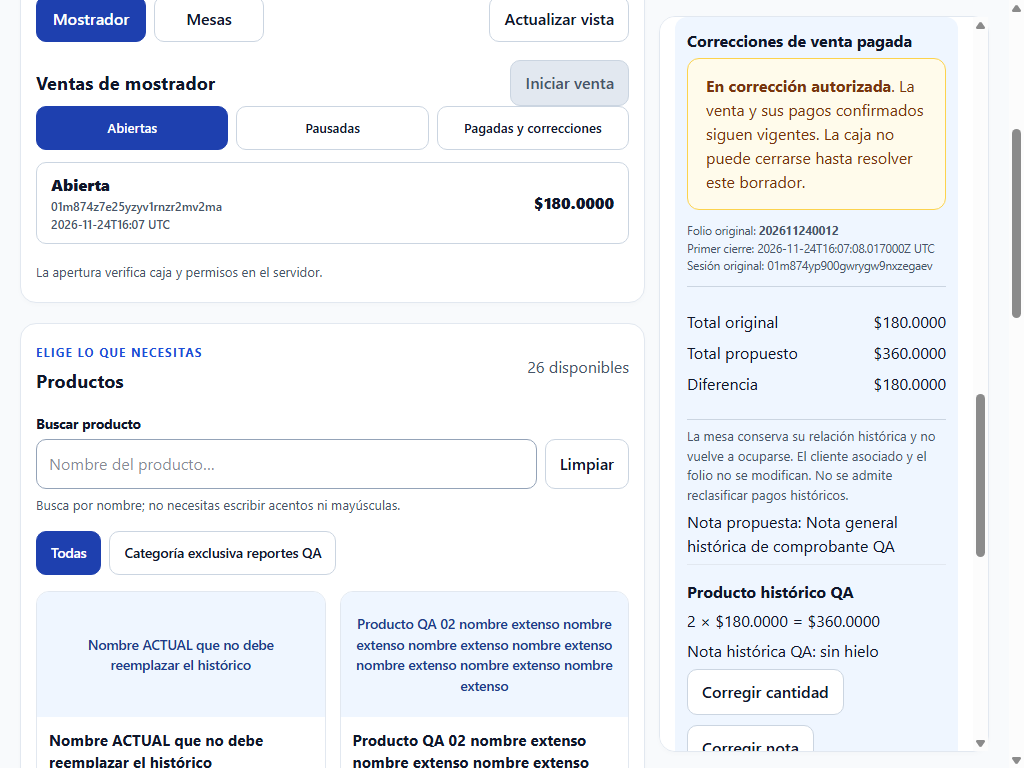 Mostrador
Mesas
Actualizar vista
Ventas de mostrador
Iniciar venta
Abiertas
Pausadas
Pagadas y correcciones
Abierta
01m874z7e25yzyv1rnzr2mv2ma
2026-11-24T16:07 UTC
$180.0000
La apertura verifica caja y permisos en el servidor.
ELIGE LO QUE NECESITAS
Productos
26 disponibles
Buscar producto
Nombre del producto...
Limpiar
Busca por nombre; no necesitas escribir acentos ni mayúsculas.
Todas
Categoría exclusiva reportes QA
Nombre ACTUAL que no debe
reemplazar el histórico
Producto QA 02 nombre extenso nombre
extenso nombre extenso nombre extenso
nombre extenso nombre extenso nombre
extenso
Nombre ACTUAL que no debe
reemplazar el histórico
Producto QA 02 nombre extenso
nombre extenso nombre extenso
Correcciones de venta pagada
En corrección autorizada. La
venta y sus pagos confirmados
siguen vigentes. La caja no
puede cerrarse hasta resolver
este borrador.
Folio original: 202611240012
Primer cierre: 2026-11-24T16:07:08.017000Z UTC
Sesión original: 01m874yp900gwrygw9nxzegaev
Total original $180.0000
Total propuesto $360.0000
Diferencia $180.0000
La mesa conserva su relación histórica y no
vuelve a ocuparse. El cliente asociado y el
folio no se modifican. No se admite
reclasificar pagos históricos.
Nota propuesta: Nota general
histórica de comprobante QA
Producto histórico QA
2 × $180.0000 = $360.0000
Nota histórica QA: sin hielo
Corregir cantidad
Corregir nota